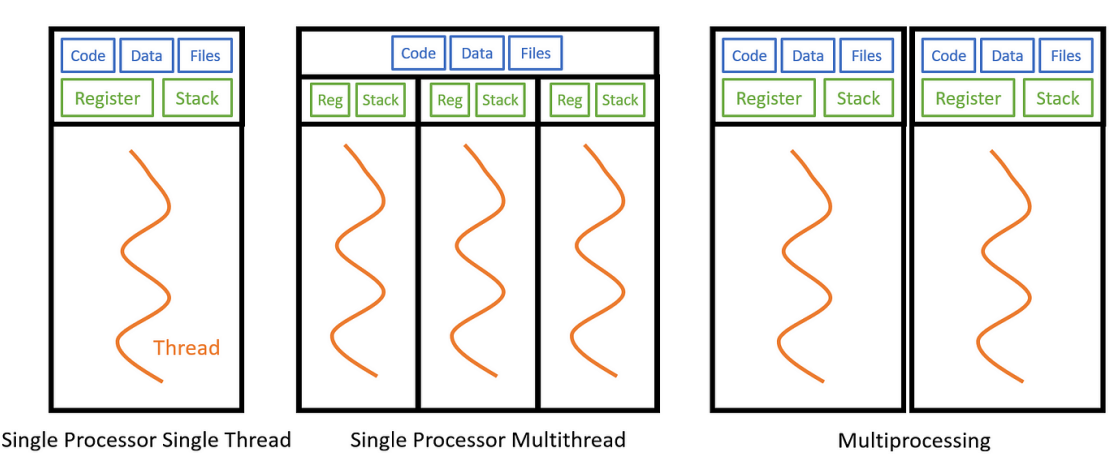 Code Data Files
Register Stack
Thread
Single Processor Single Thread
Code Data Files
Reg Stack Reg Stack Reg Stack
Single Processor Multithread
Code Data Files Code Data Files
Register Stack Register Stack
Multiprocessing